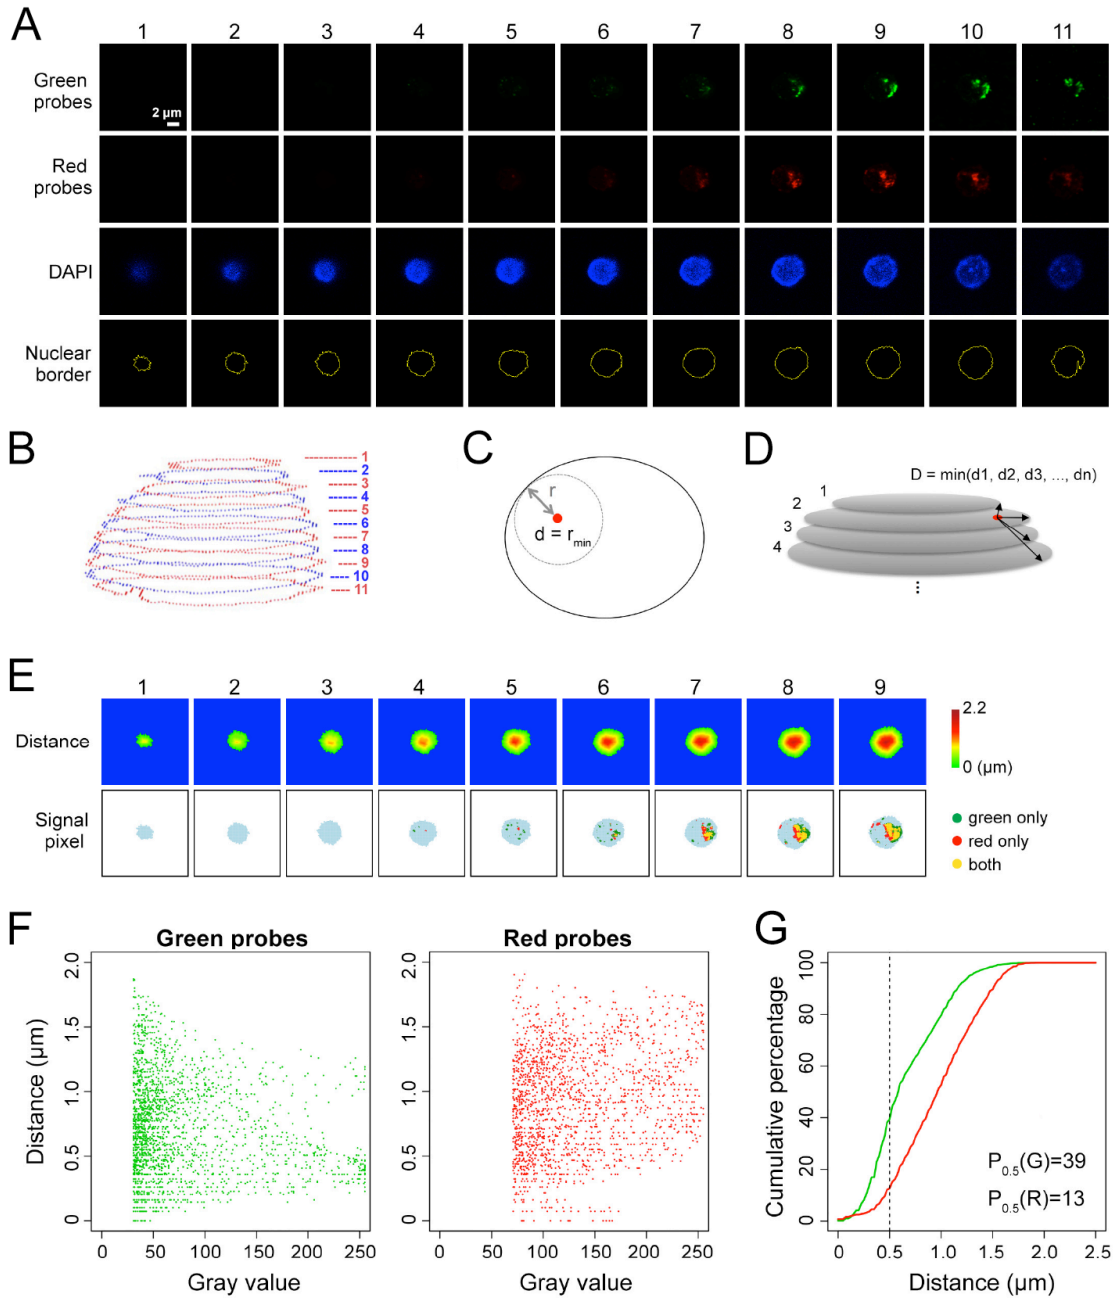 A
1 2 3 4 5 6 7 8 9 10 11
Green
probes
2 µm
Red
probes
DAPI
Nuclear
border
B
1
2
3
4
5
6
7
8
9
10
11
C
r
d = rmin
D
D = min(d1, d2, d3, ..., dn)
1
2
3
4
E
1 2 3 4 5 6 7 8 9
Distance
2.2
0 (µm)
Signal
pixel
green only
red only
both
F
Green probes
Distance (µm)
2.0
1.5
1.0
0.5
0
0 50 100 150 200 250
Gray value
Red probes
2.0
1.5
1.0
0.5
0
0 50 100 150 200 250
Gray value
G
Cumulative percentage
100
80
60
40
20
0
P0.5(G)=39
P0.5(R)=13
0 0.5 1.0 1.5 2.0 2.5
Distance (µm)